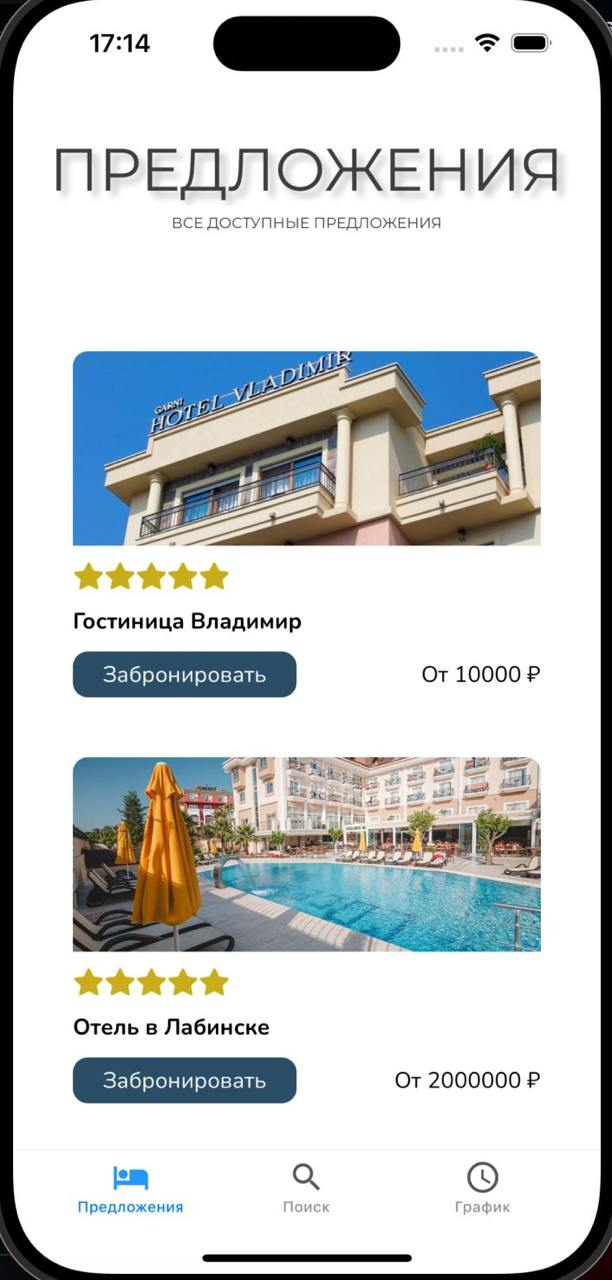 17:14
ПРЕДЛОЖЕНИЯ
ВСЕ ДОСТУПНЫЕ ПРЕДЛОЖЕНИЯ
GARNI
HOTEL VLADIMIR
Гостиница Владимир
Забронировать
От 10000 ₽
Отель в Лабинске
Забронировать
От 2000000 ₽
Предложения
Поиск
График